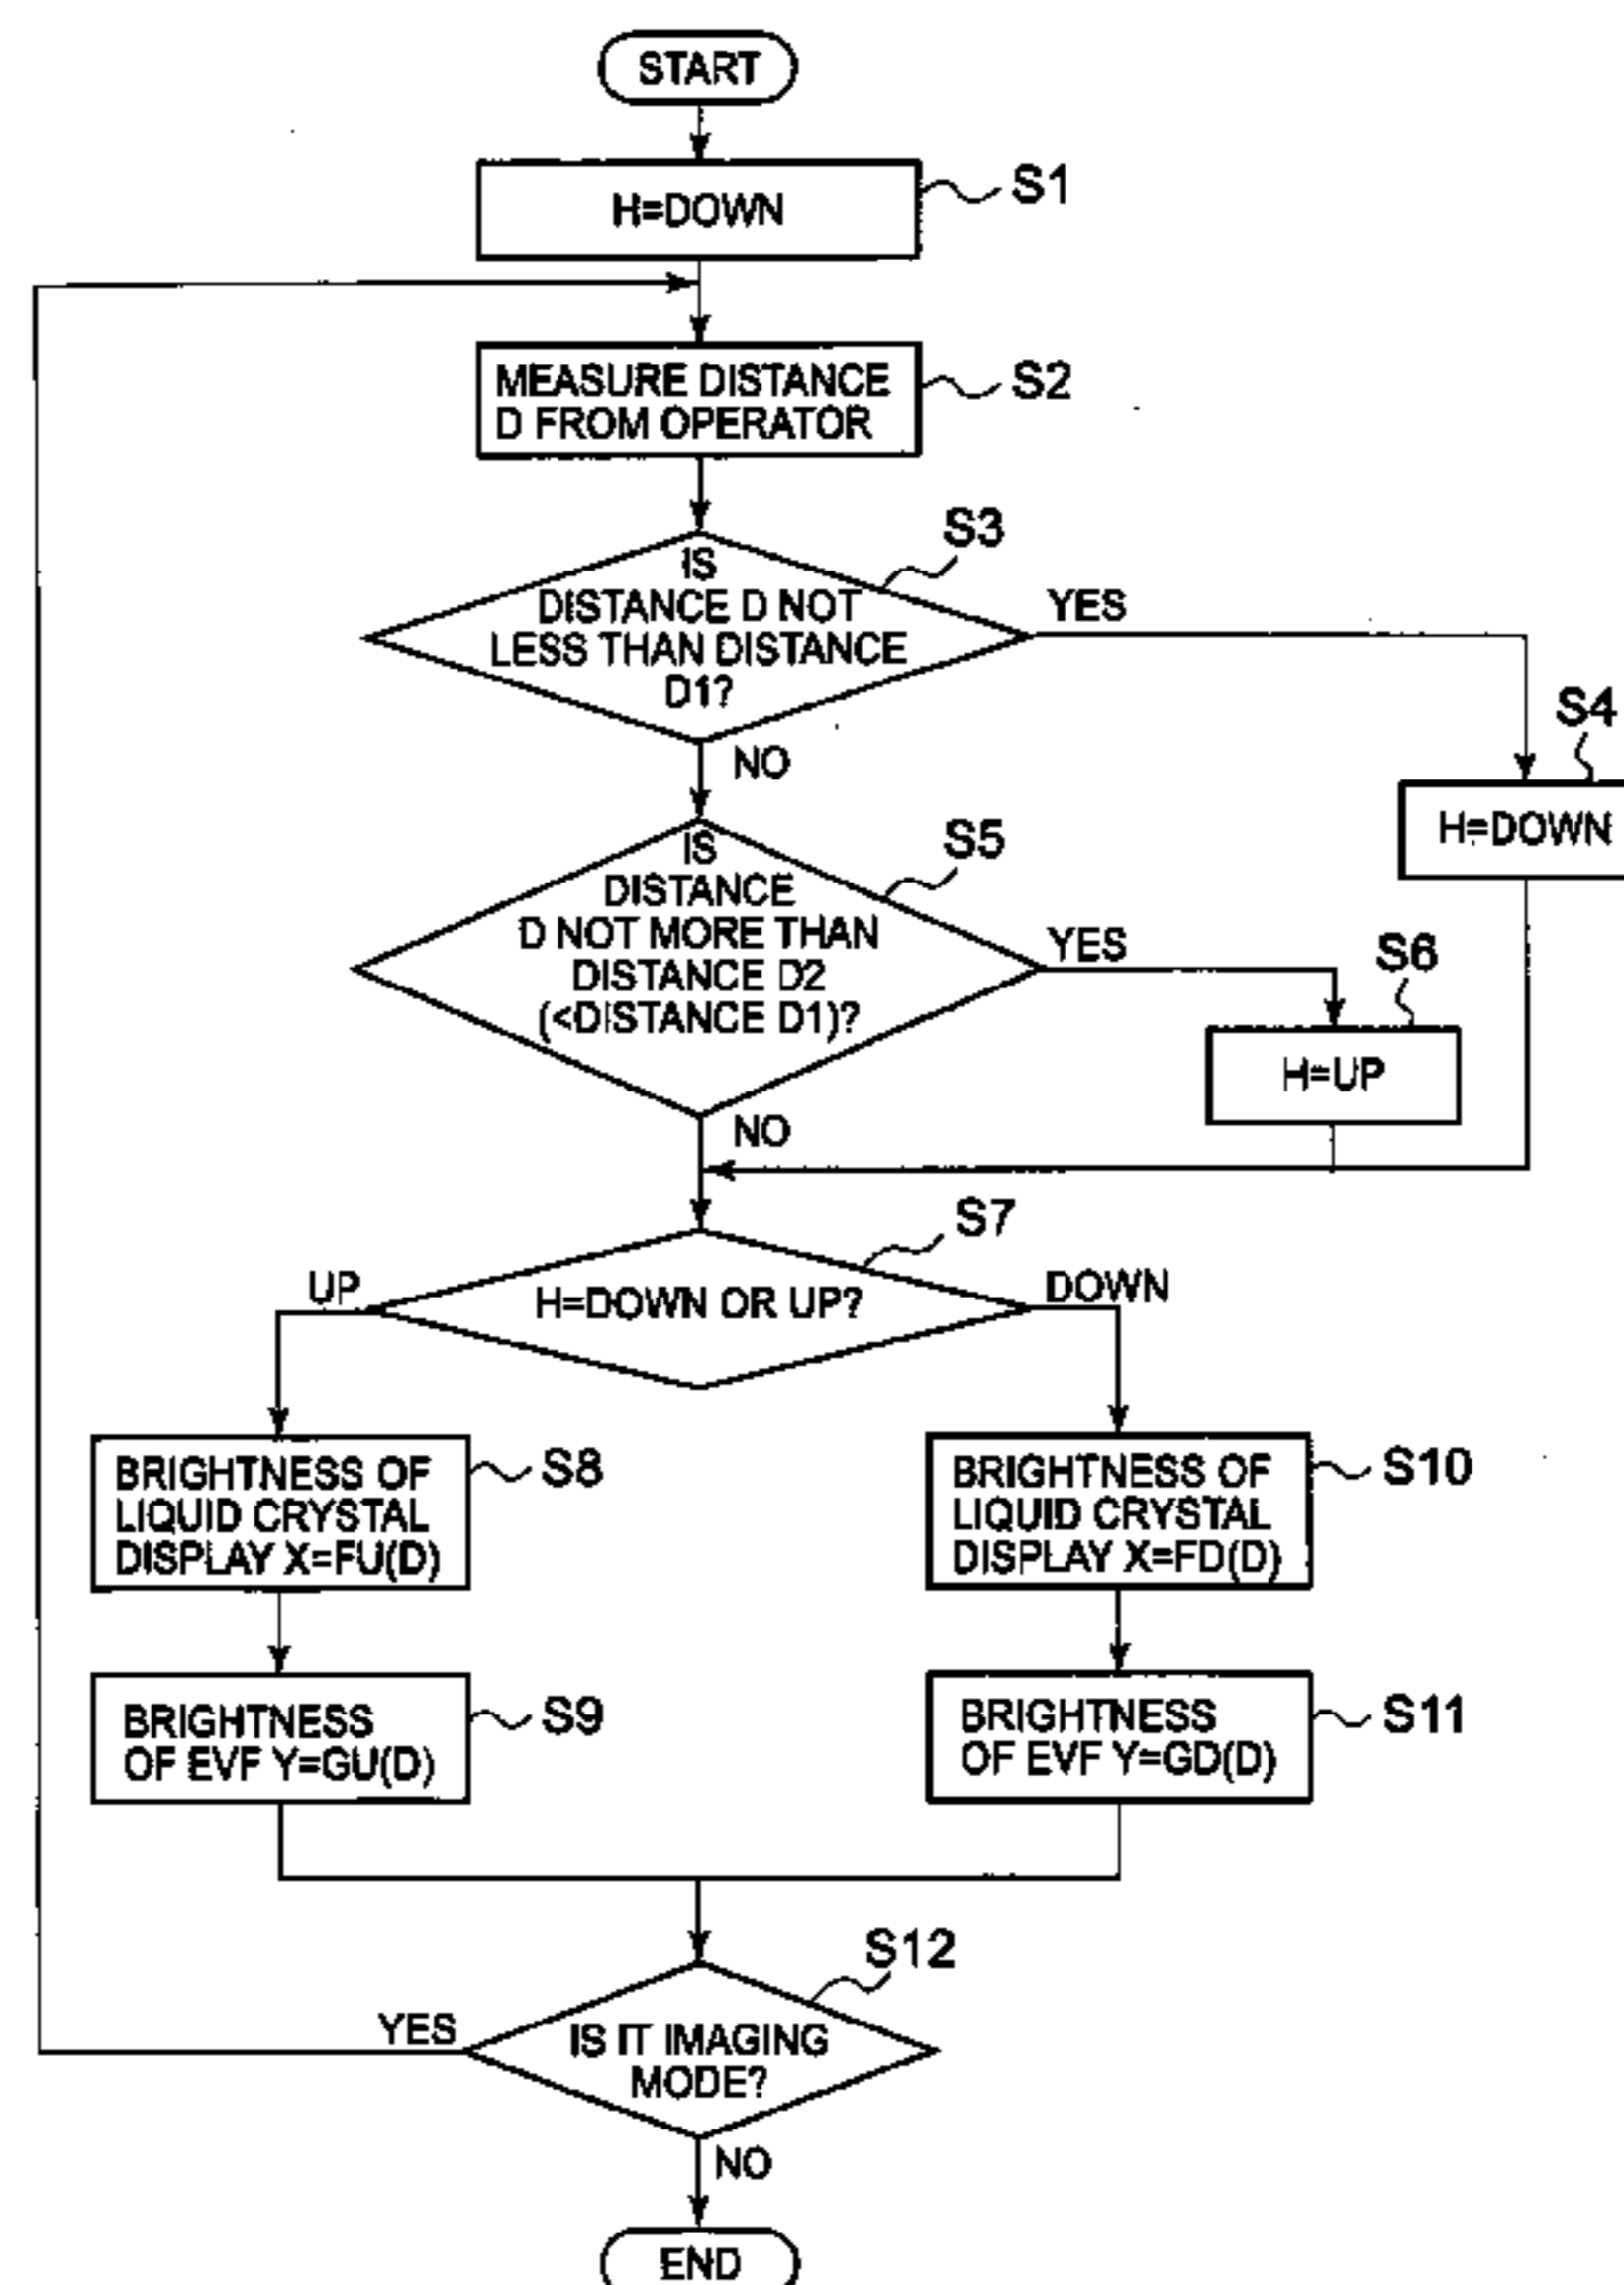 START
H=DOWN
S1
MEASURE DISTANCE
D FROM OPERATOR
S2
S3
IS
DISTANCE D NOT
LESS THAN DISTANCE
D1?
YES
NO
S4
H=DOWN
S5
IS
DISTANCE
D NOT MORE THAN
DISTANCE D2
(<DISTANCE D1)?
YES
NO
S6
H=UP
S7
H=DOWN OR UP?
UP
DOWN
BRIGHTNESS OF
LIQUID CRYSTAL
DISPLAY X=FU(D)
S8
BRIGHTNESS OF
LIQUID CRYSTAL
DISPLAY X=FD(D)
S10
BRIGHTNESS
OF EVF Y=GU(D)
S9
BRIGHTNESS
OF EVF Y=GD(D)
S11
S12
YES
IS IT IMAGING
MODE?
NO
END